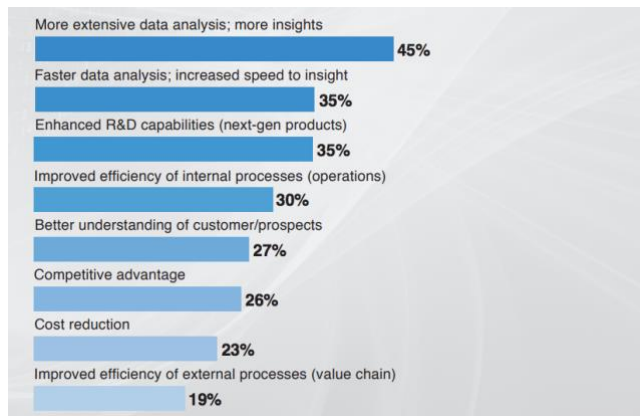 More extensive data analysis; more insights
45%
Faster data analysis; increased speed to insight
35%
Enhanced R&D capabilities (next-gen products)
35%
Improved efficiency of internal processes (operations)
30%
Better understanding of customer/prospects
27%
Competitive advantage
26%
Cost reduction
23%
Improved efficiency of external processes (value chain)
19%